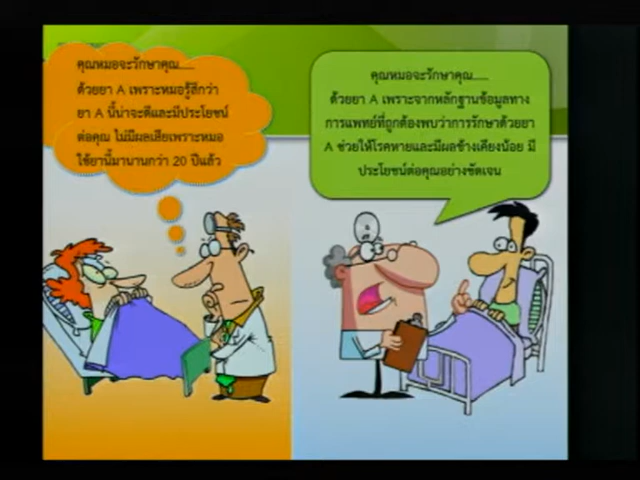 คุณหมอจะรักษาคุณ.....
ด้วยยา A เพราะหมอรู้สึกว่า
ยา A นี้น่าจะดีและมีประโยชน์
ต่อคุณ ไม่มีผลเสียเพราะหมอ
ใช้ยานี้มานานกว่า 20 ปีแล้ว
คุณหมอจะรักษาคุณ.....
ด้วยยา A เพราะจากหลักฐานข้อมูลทาง
การแพทย์ที่ถูกต้องพบว่าการรักษาด้วยยา
A ช่วยให้โรคหายและมีผลข้างเคียงน้อย มี
ประโยชน์ต่อคุณอย่างชัดเจน